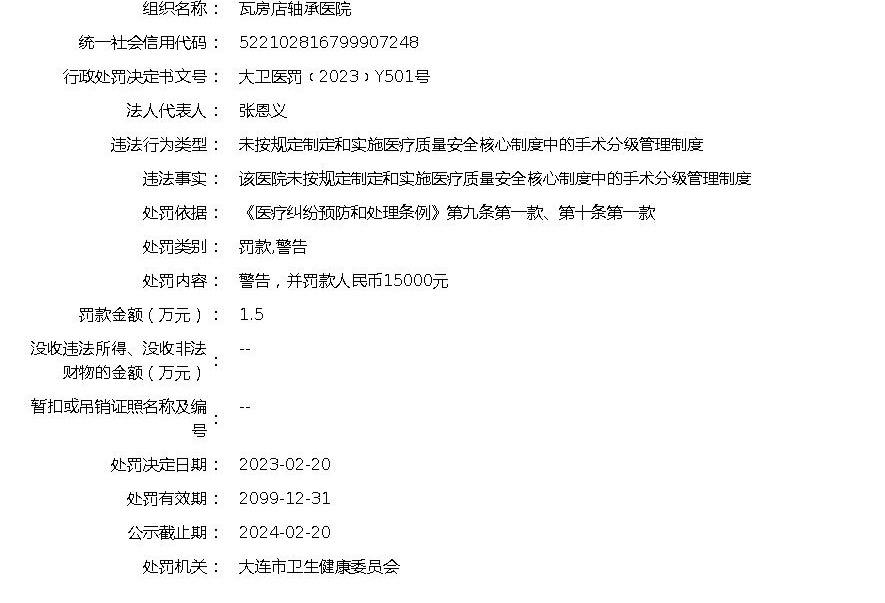 组织名称： 瓦房店轴承医院
统一社会信用代码： 522102816799907248
行政处罚决定书文号： 大卫医罚﹝2023﹞Y501号
法人代表人： 张恩义
违法行为类型： 未按规定制定和实施医疗质量安全核心制度中的手术分级管理制度
违法事实： 该医院未按规定制定和实施医疗质量安全核心制度中的手术分级管理制度
处罚依据： 《医疗纠纷预防和处理条例》第九条第一款、第十条第一款
处罚类别： 罚款,警告
处罚内容： 警告，并罚款人民币15000元
罚款金额（万元）： 1.5
没收违法所得、没收非法
财物的金额（万元）： --
暂扣或吊销证照名称及编
号： --
处罚决定日期： 2023-02-20
处罚有效期： 2099-12-31
公示截止期： 2024-02-20
处罚机关： 大连市卫生健康委员会